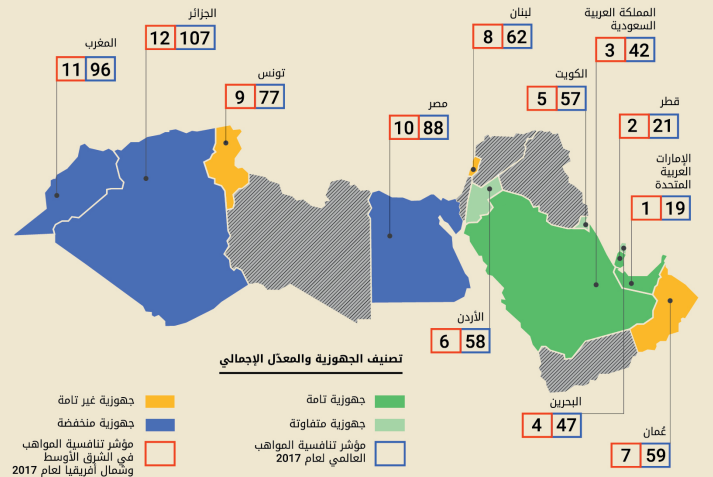 الجزائر
12 107
المغرب
11 96
تونس
9 77
مصر
10 88
لبنان
8 62
المملكة العربية
السعودية
3 42
الكويت
5 57
قطر
2 21
الإمارات
العربية
المتحدة
1 19
الأردن
6 58
البحرين
4 47
عُمان
7 59
تصنيف الجهوزية والمعدّل الإجمالي
جهوزية تامة
جهوزية متفاوتة
مؤشر تنافسية المواهب
العالمي لعام 2017
جهوزية غير تامة
جهوزية منخفضة
مؤشر تنافسية المواهب
في الشرق الأوسط
وشمال أفريقيا لعام 2017